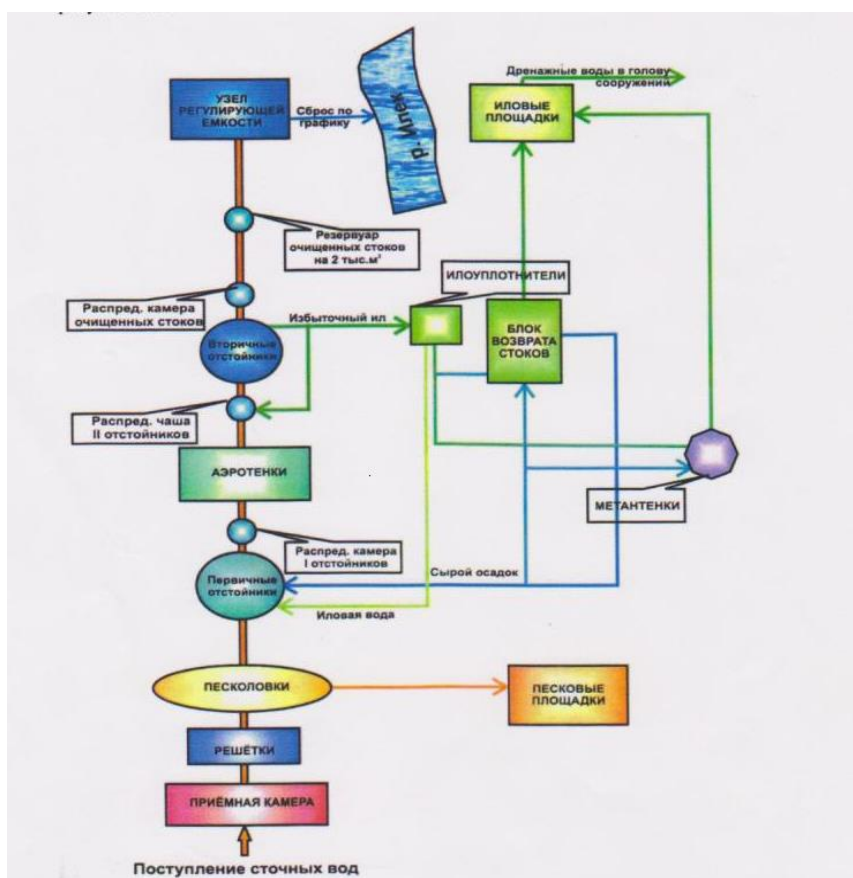 Дренажные воды в голову
сооружений
УЗЕЛ
РЕГУЛИРУЮЩЕЙ
ЕМКОСТИ
Сброс по
графику
р. Илек
ИЛОВЫЕ
ПЛОЩАДКИ
Резервуар
очищенных стоков
на 2 тыс.м³
ИЛОУПЛОТНИТЕЛИ
Распред. камера
очищенных стоков
Избыточный ил
БЛОК
ВОЗВРАТА
СТОКОВ
Вторичные
отстойники
Распред. чаша
II отстойников
АЭРОТЕНКИ
МЕТАНТЕНКИ
Распред. камера
I отстойников
Сырой осадок
Первичные
отстойники
Иловая вода
ПЕСКОЛОВКИ
ПЕСКОВЫЕ
ПЛОЩАДКИ
РЕШЁТКИ
ПРИЁМНАЯ КАМЕРА
Поступление сточных вод